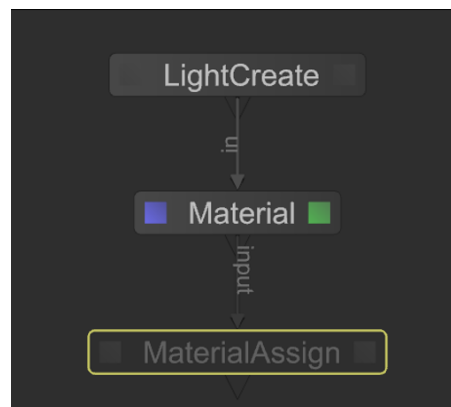 LightCreate
in
Material
input
MaterialAssign